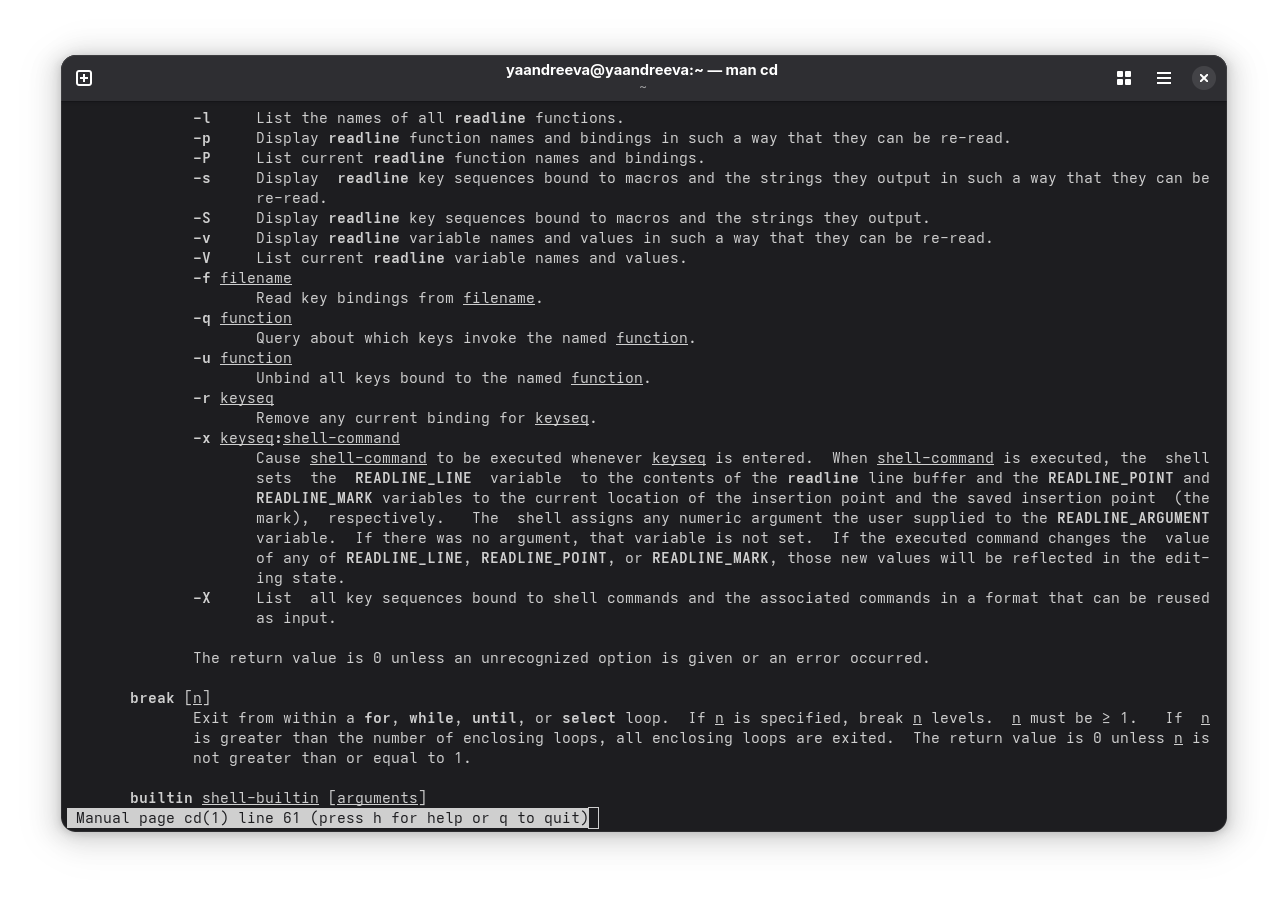 yaandreeva@yaandreeva:~ — man cd
~
-l     List the names of all readline functions.
-p     Display readline function names and bindings in such a way that they can be re-read.
-P     List current readline function names and bindings.
-s     Display  readline key sequences bound to macros and the strings they output in such a way that they can be
re-read.
-S     Display readline key sequences bound to macros and the strings they output.
-v     Display readline variable names and values in such a way that they can be re-read.
-V     List current readline variable names and values.
-f filename
Read key bindings from filename.
-q function
Query about which keys invoke the named function.
-u function
Unbind all keys bound to the named function.
-r keyseq
Remove any current binding for keyseq.
-x keyseq:shell-command
Cause shell-command to be executed whenever keyseq is entered.  When shell-command is executed, the  shell
sets  the  READLINE_LINE  variable  to the contents of the readline line buffer and the READLINE_POINT and
READLINE_MARK variables to the current location of the insertion point and the saved insertion point  (the
mark),  respectively.   The  shell assigns any numeric argument the user supplied to the READLINE_ARGUMENT
variable.  If there was no argument, that variable is not set.  If the executed command changes the  value
of any of READLINE_LINE, READLINE_POINT, or READLINE_MARK, those new values will be reflected in the edit-
ing state.
-X     List  all key sequences bound to shell commands and the associated commands in a format that can be reused
as input.
The return value is 0 unless an unrecognized option is given or an error occurred.
break [n]
Exit from within a for, while, until, or select loop.  If n is specified, break n levels.  n must be ≥ 1.   If  n
is greater than the number of enclosing loops, all enclosing loops are exited.  The return value is 0 unless n is
not greater than or equal to 1.
builtin shell-builtin [arguments]
Manual page cd(1) line 61 (press h for help or q to quit)